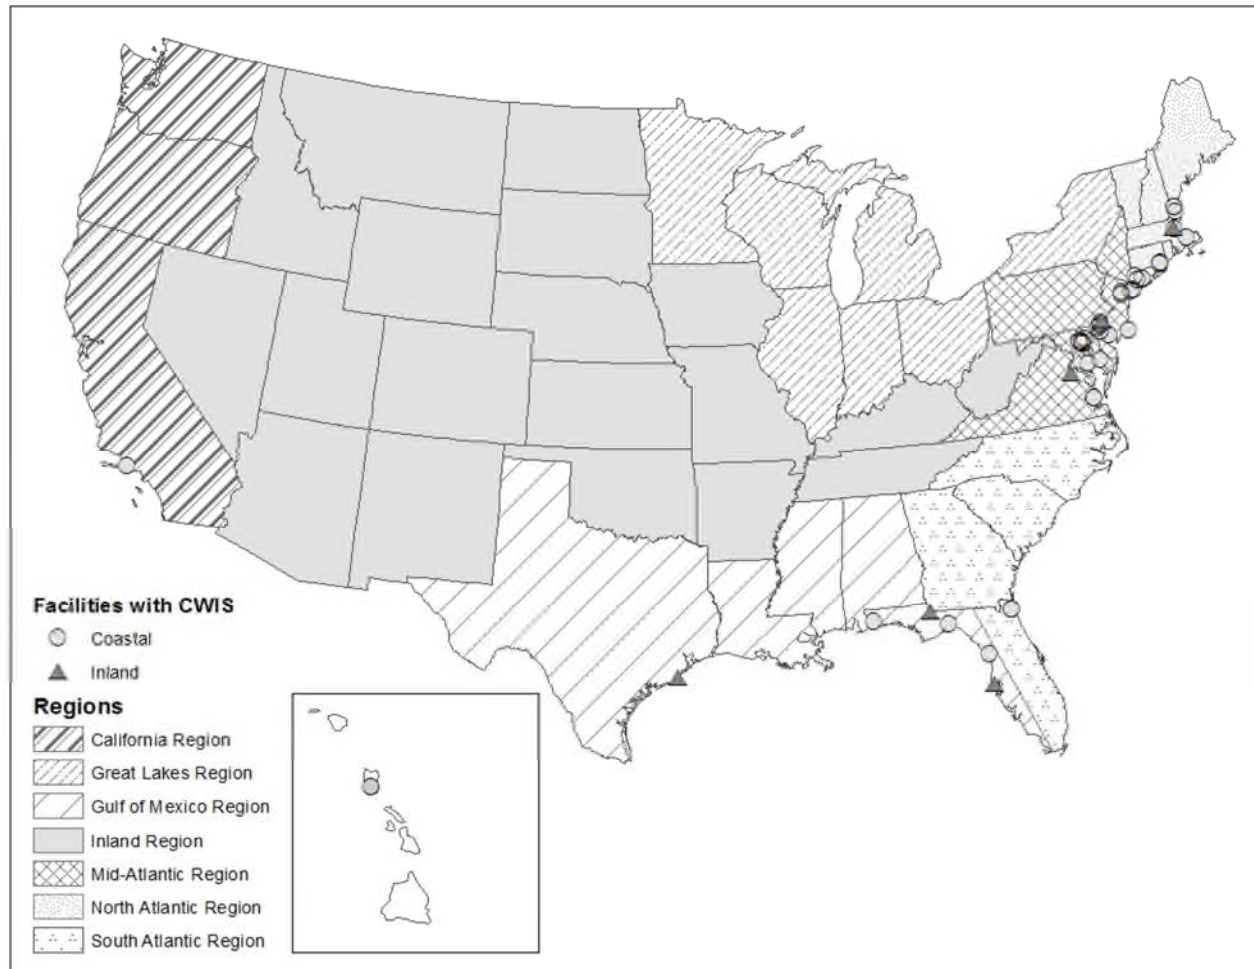 Facilities with CWIS
Coastal
Inland
Regions
California Region
Great Lakes Region
Gulf of Mexico Region
Inland Region
Mid-Atlantic Region
North Atlantic Region
South Atlantic Region